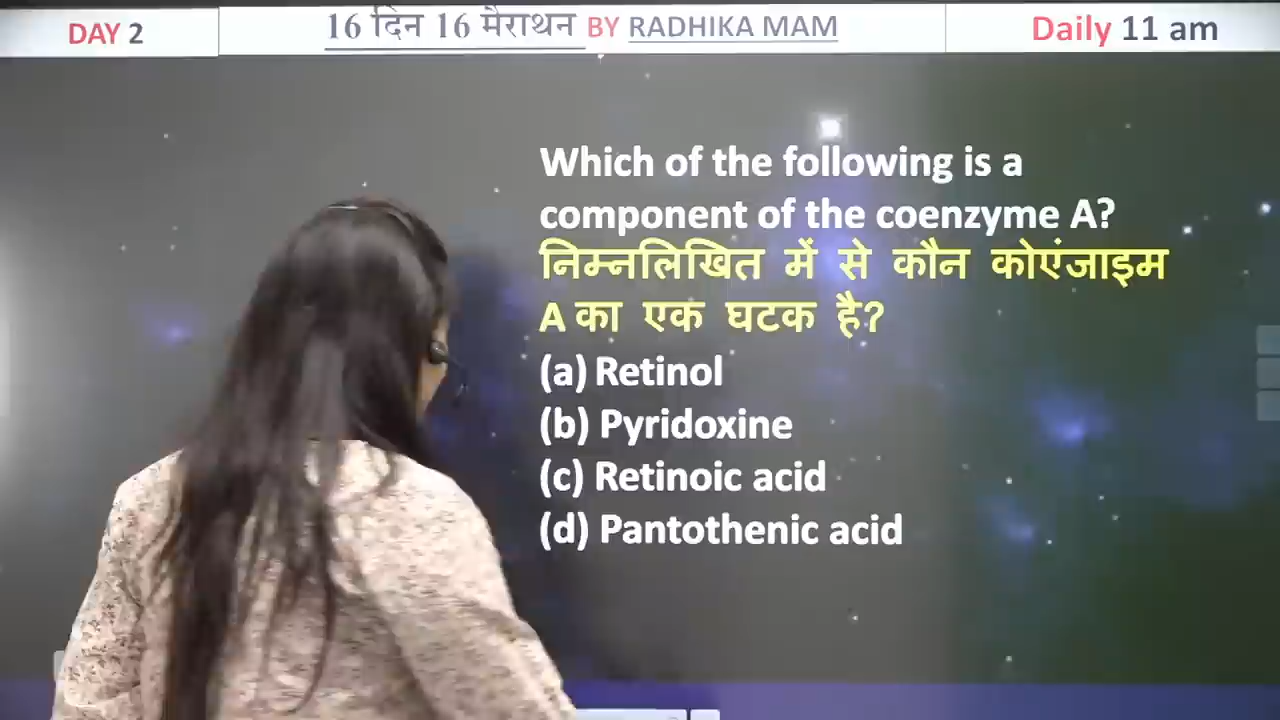 DAY 2
16 दिन 16 मैराथन BY RADHIKA MAM
Daily 11 am
Which of the following is a
component of the coenzyme A?
निम्नलिखित में से कौन कोएंजाइम
A का एक घटक है?
(a) Retinol
(b) Pyridoxine
(c) Retinoic acid
(d) Pantothenic acid